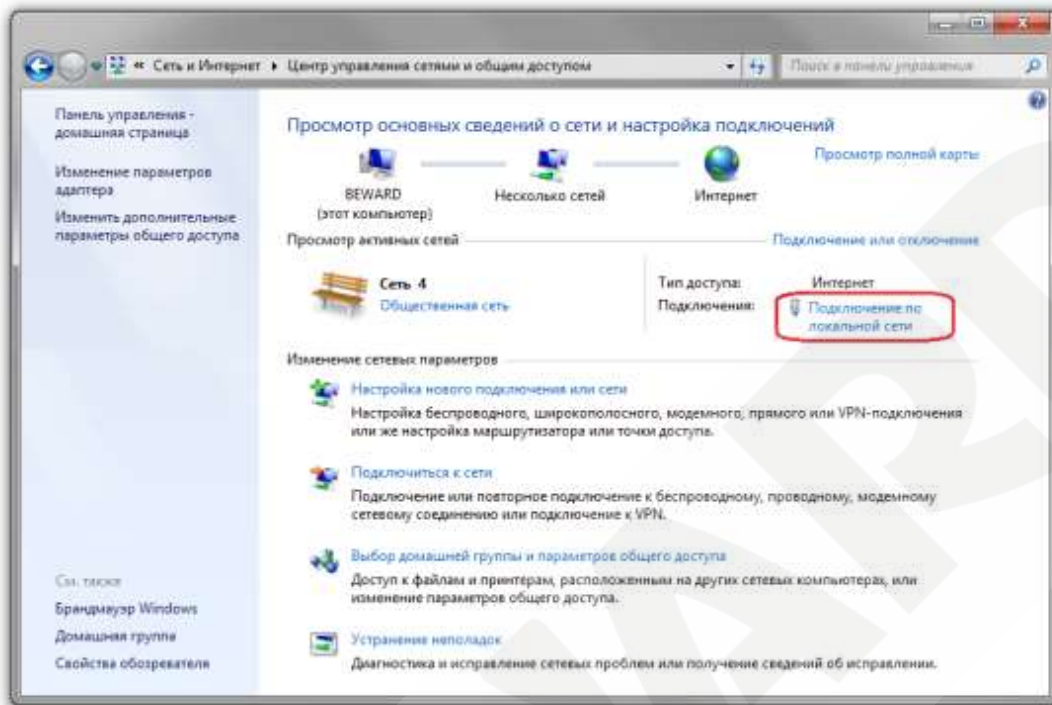 « Сеть и Интернет ▸ Центр управления сетями и общим доступом
Поиск в панели управления
Панель управления -
домашняя страница
Изменение параметров
адаптера
Изменить дополнительные
параметры общего доступа
Просмотр основных сведений о сети и настройка подключений
Просмотр полной карты
BEWARD
(этот компьютер)
Несколько сетей
Интернет
Просмотр активных сетей
Подключение или отключение
Сеть 4
Общественная сеть
Тип доступа: Интернет
Подключения: Подключение по
локальной сети
Изменение сетевых параметров
Настройка нового подключения или сети
Настройка беспроводного, широкополосного, модемного, прямого или VPN-подключения
или же настройка маршрутизатора или точки доступа.
Подключиться к сети
Подключение или повторное подключение к беспроводному, проводному, модемному
сетевому соединению или подключение к VPN.
Выбор домашней группы и параметров общего доступа
Доступ к файлам и принтерам, расположенным на других сетевых компьютерах, или
изменение параметров общего доступа.
Устранение неполадок
Диагностика и исправление сетевых проблем или получение сведений об исправлении.
См. также
Брандмауэр Windows
Домашняя группа
Свойства обозревателя